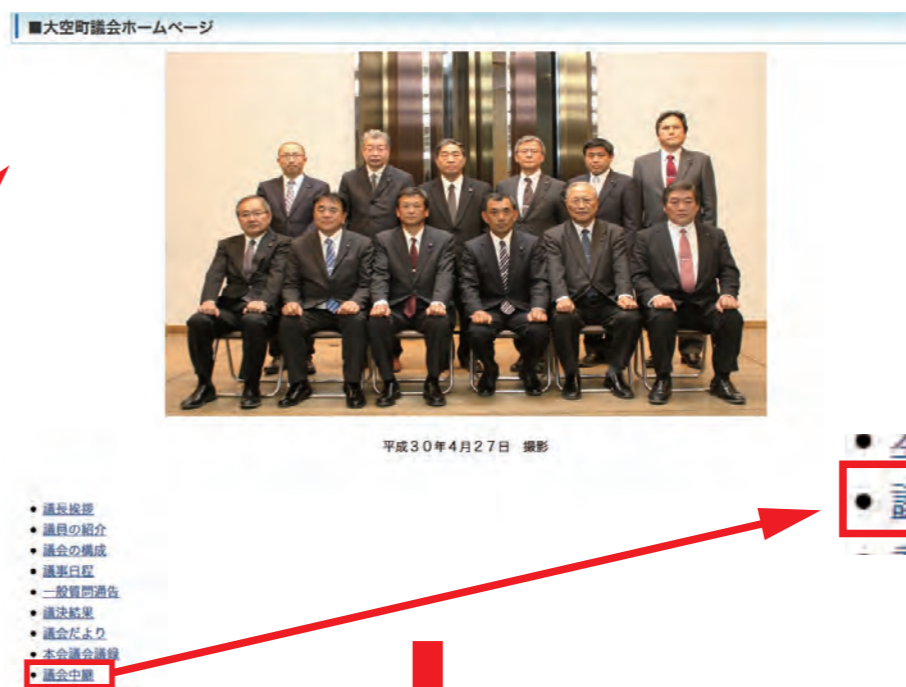 ■大空町議会ホームページ
平成30年4月27日 撮影
● 議長挨拶
● 議員の紹介
● 議会の構成
● 議事日程
● 一般質問通告
● 議決結果
● 議会だより
● 本会議会議録
● 議会中継